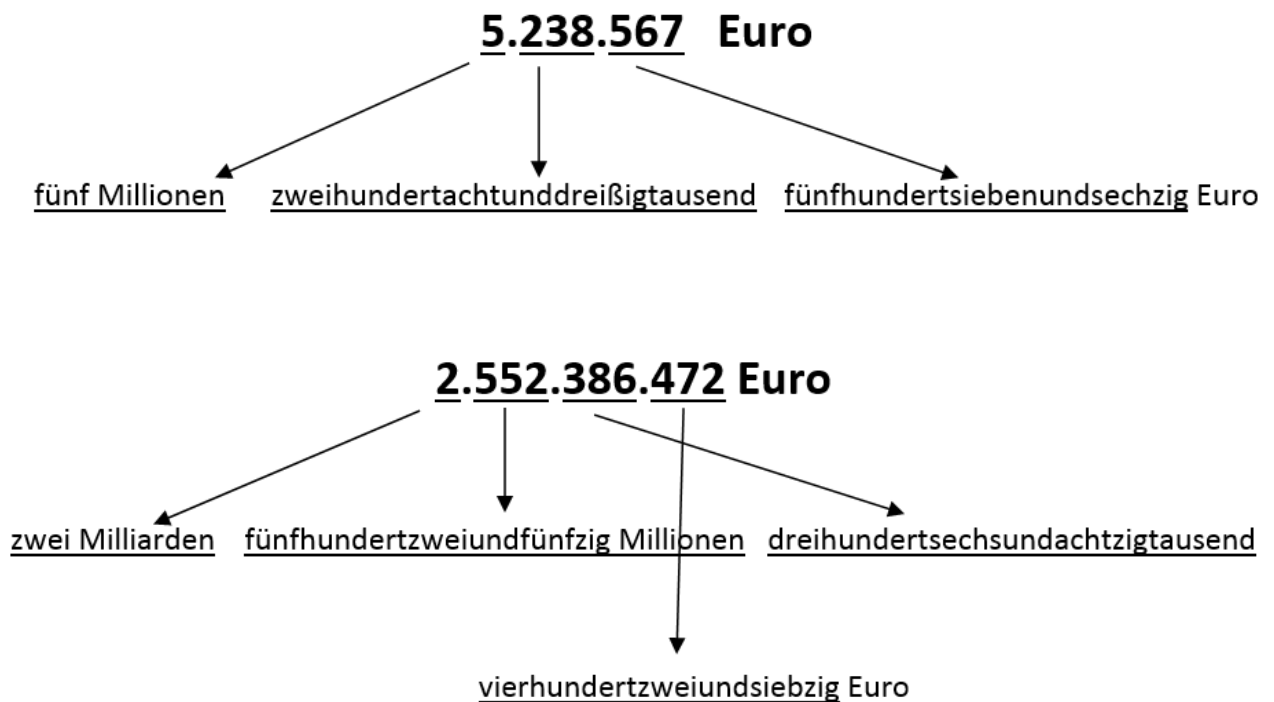 5.238.567 Euro
fünf Millionen zweihundertachtunddreißigtausend fünfhundertsiebenundsechzig Euro
2.552.386.472 Euro
zwei Milliarden fünfhundertzweiundfünfzig Millionen dreihundertsechsundachtzigtausend
vierhundertzweiundsiebzig Euro